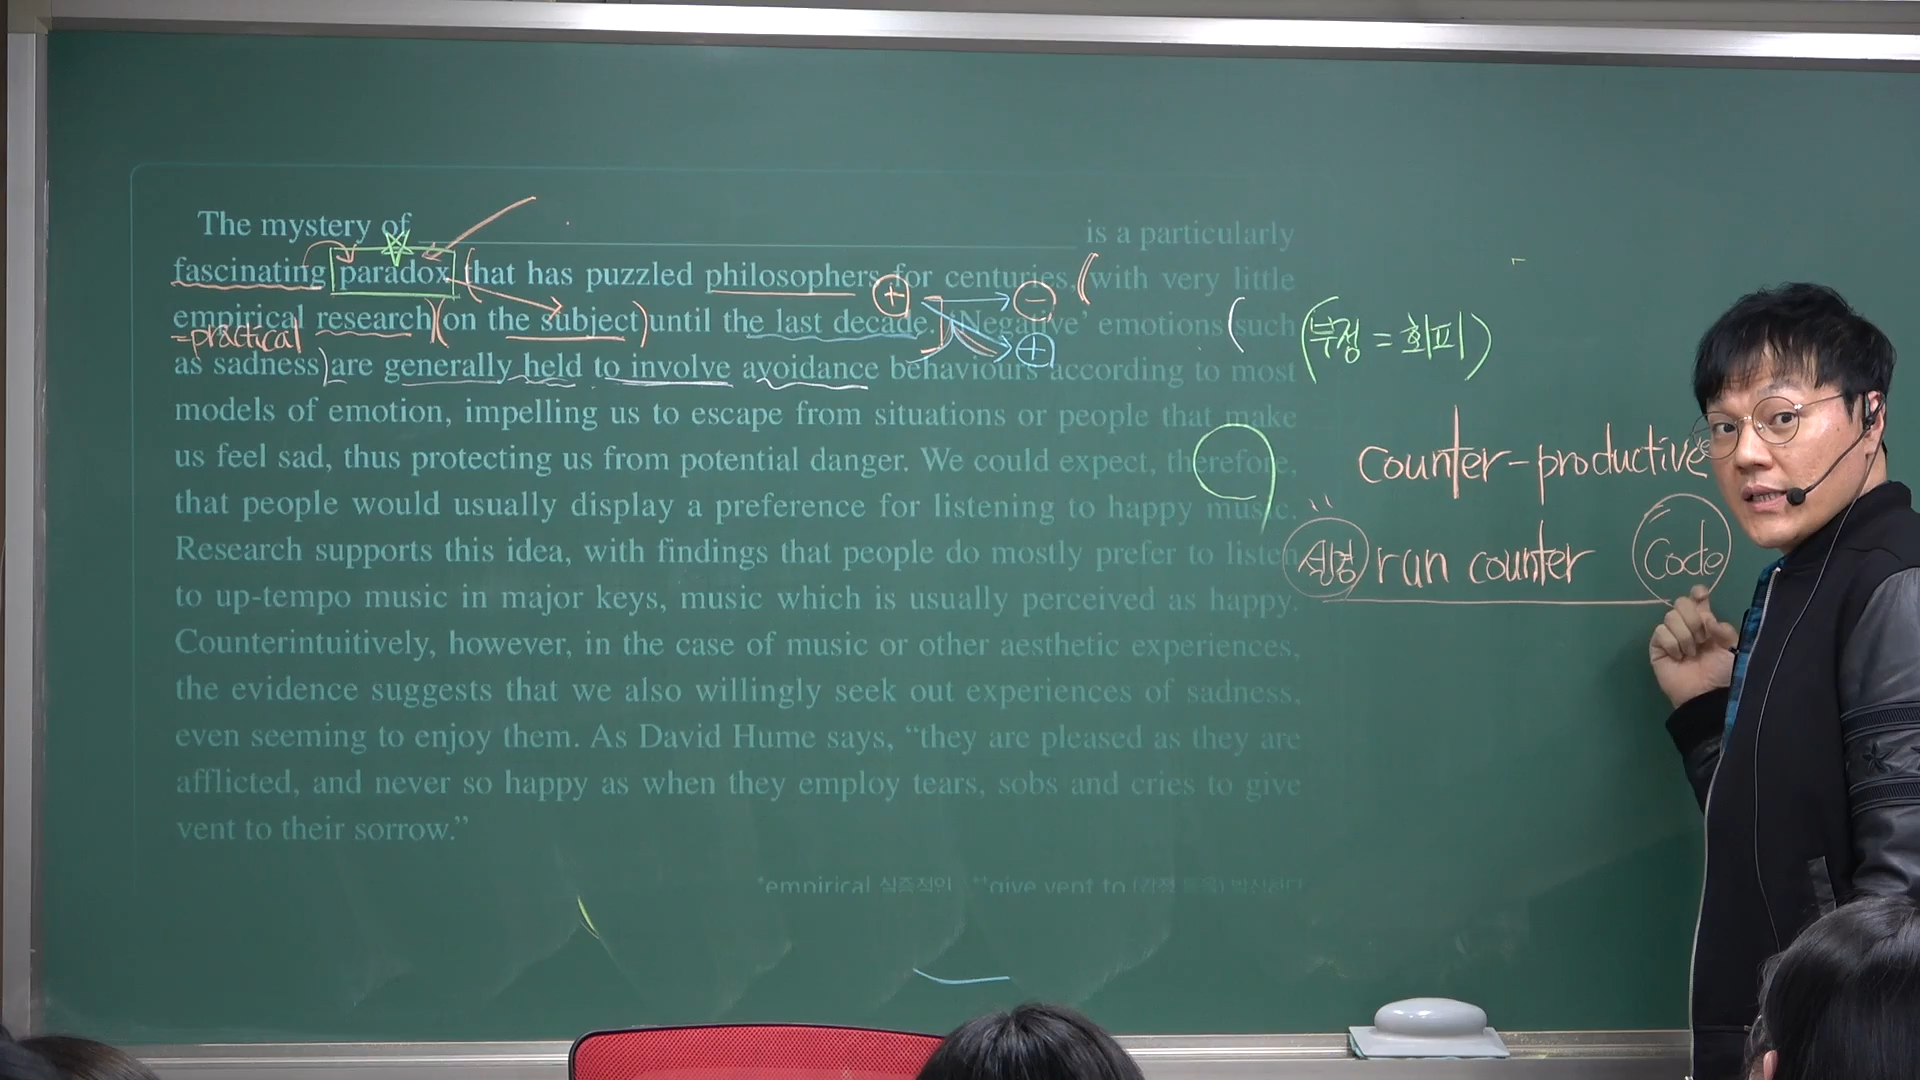 The mystery of ____________ is a particularly
fascinating paradox that has puzzled philosophers for centuries, with very little
empirical research on the subject until the last decade. ‘Negative’ emotions (such
=practical
as sadness) are generally held to involve avoidance behaviours according to most
models of emotion, impelling us to escape from situations or people that make
us feel sad, thus protecting us from potential danger. We could expect, therefore,
that people would usually display a preference for listening to happy music.
Research supports this idea, with findings that people do mostly prefer to listen
to up-tempo music in major keys, music which is usually perceived as happy.
Counterintuitively, however, in the case of music or other aesthetic experiences,
the evidence suggests that we also willingly seek out experiences of sadness,
even seeming to enjoy them. As David Hume says, “they are pleased as they are
afflicted, and never so happy as when they employ tears, sobs and cries to give
vent to their sorrow.”
*empirical 실증적인 **give vent to
+ −
+
(부정 = 회피)
counter-productive
run counter Code